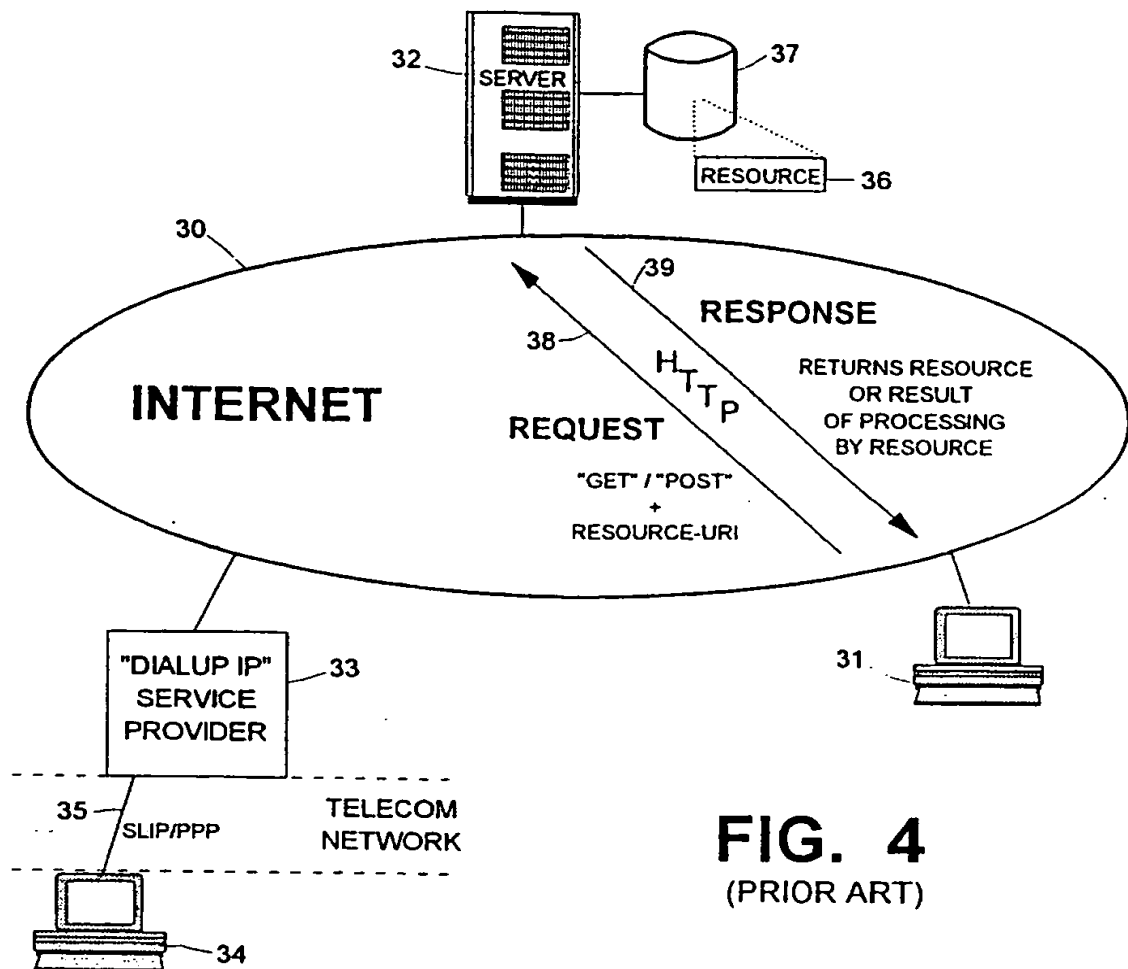 32
SERVER
37
RESOURCE
36
30
39
RESPONSE
38
HTTP
RETURNS RESOURCE
OR RESULT
OF PROCESSING
BY RESOURCE
INTERNET
REQUEST
"GET" / "POST"
+
RESOURCE-URI
"DIALUP IP"
SERVICE
PROVIDER
33
31
35
SLIP/PPP
TELECOM
NETWORK
34
FIG. 4
(PRIOR ART)